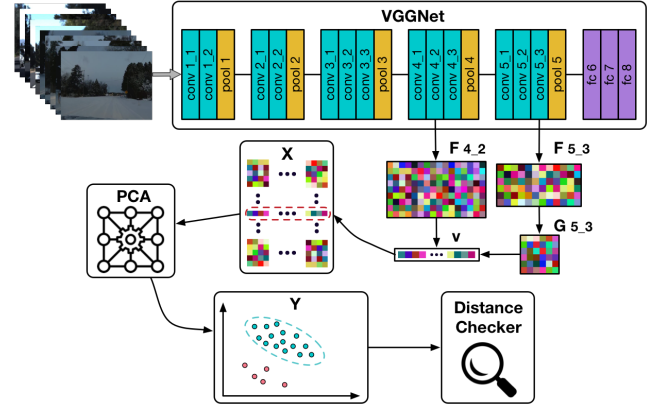 VGGNet
conv 1_1
conv 1_2
pool 1
conv 2_1
conv 2_2
pool 2
conv 3_1
conv 3_2
conv 3_3
pool 3
conv 4_1
conv 4_2
conv 4_3
pool 4
conv 5_1
conv 5_2
conv 5_3
pool 5
fc 6
fc 7
fc 8
F 4_2
F 5_3
X
PCA
G 5_3
v
Y
Distance
Checker